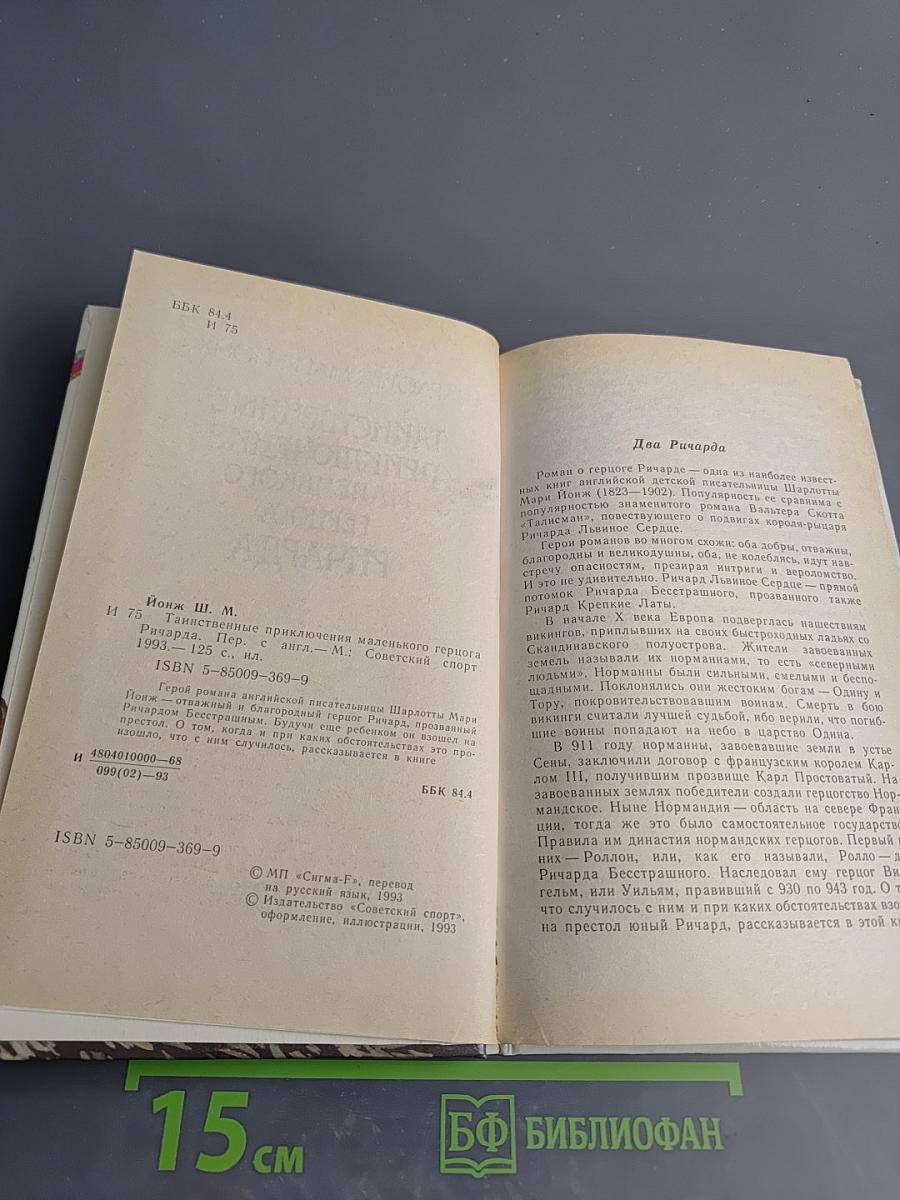 ББК 84.4
И 75
Йонж Ш. М.
И 75 Таинственные приключения маленького герцога
Ричарда. Пер. с англ.— М.: Советский спорт
1993.— 125 с., ил.
ISBN 5—85009—369—9
Герой романа английской писательницы Шарлотты Мари
Йонж — отважный и благородный герцог Ричард, прозванный
Ричардом Бесстрашным. Будучи еще ребенком он взошел на
престол. О том, когда и при каких обстоятельствах это про-
изошло, что с ним случилось, рассказывается в книге
И 4804010000—68
099(02)—93
ББК 84.4
ISBN 5—85009—369—9
© МП «Сигма-F», перевод
на русский язык, 1993
© Издательство «Советский спорт»,
оформление, иллюстрации, 1993
Два Ричарда
Роман о герцоге Ричарде — одна из наиболее извест-
ных книг английской детской писательницы Шарлотты
Мари Йонж (1823—1902). Популярность ее сравнима с
популярностью знаменитого романа Вальтера Скотта
«Талисман», повествующего о подвигах короля-рыцаря
Ричарда Львиное Сердце.
Герои романов во многом схожи: оба добры, отважны,
благородны и великодушны, оба, не колеблясь, идут нав-
стречу опасностям, презирая интриги и вероломство.
И это не удивительно. Ричард Львиное Сердце — прямой
потомок Ричарда Бесстрашного, прозванного также
Ричард Крепкие Латы.
В начале X века Европа подверглась нашествиям
викингов, приплывших на своих быстроходных ладьях со
Скандинавского полуострова. Жители завоеванных
земель называли их норманнами, то есть «северными
людьми». Норманны были сильными, смелыми и беспо-
щадными. Поклонялись они жестоким богам — Одину и
Тору, покровительствовавшим воинам. Смерть в бою
викинги считали лучшей судьбой, ибо верили, что погиб-
шие воины попадают на небо в царство Одина.
В 911 году норманны, завоевавшие земли в устье
Сены, заключили договор с французским королем Кар-
лом III, получившим прозвище Карл Простоватый. На
завоеванных землях победители создали герцогство Нор-
мандское. Ныне Нормандия — область на севере Фран-
ции, тогда же это было самостоятельное государство
Правила им династия нормандских герцогов. Первый
них — Роллон, или, как его называли, Ролло — д
Ричарда Бесстрашного. Наследовал ему герцог Ви
гельм, или Уильям, правивший с 930 по 943 год. О т
что случилось с ним и при каких обстоятельствах взо
на престол юный Ричард, рассказывается в этой к
15 см
БФ БИБЛИОФАН